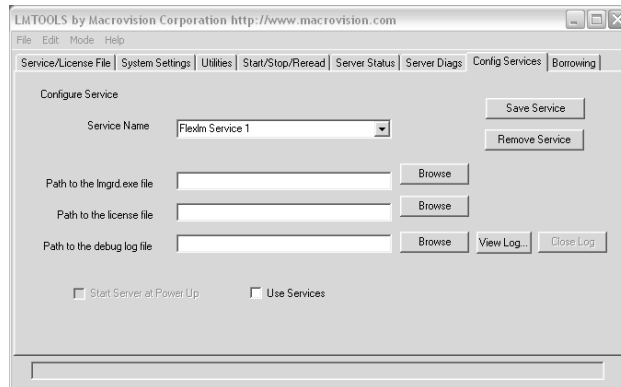 LMTOOLS by Macrovision Corporation http://www.macrovision.com
File Edit Mode Help
Service/License File System Settings Utilities Start/Stop/Reread Server Status Server Diags Config Services Borrowing
Configure Service
Save Service
Service Name Flexlm Service 1
Remove Service
Path to the lmgrd.exe file Browse
Path to the license file Browse
Path to the debug log file Browse View Log... Close Log
Start Server at Power Up Use Services